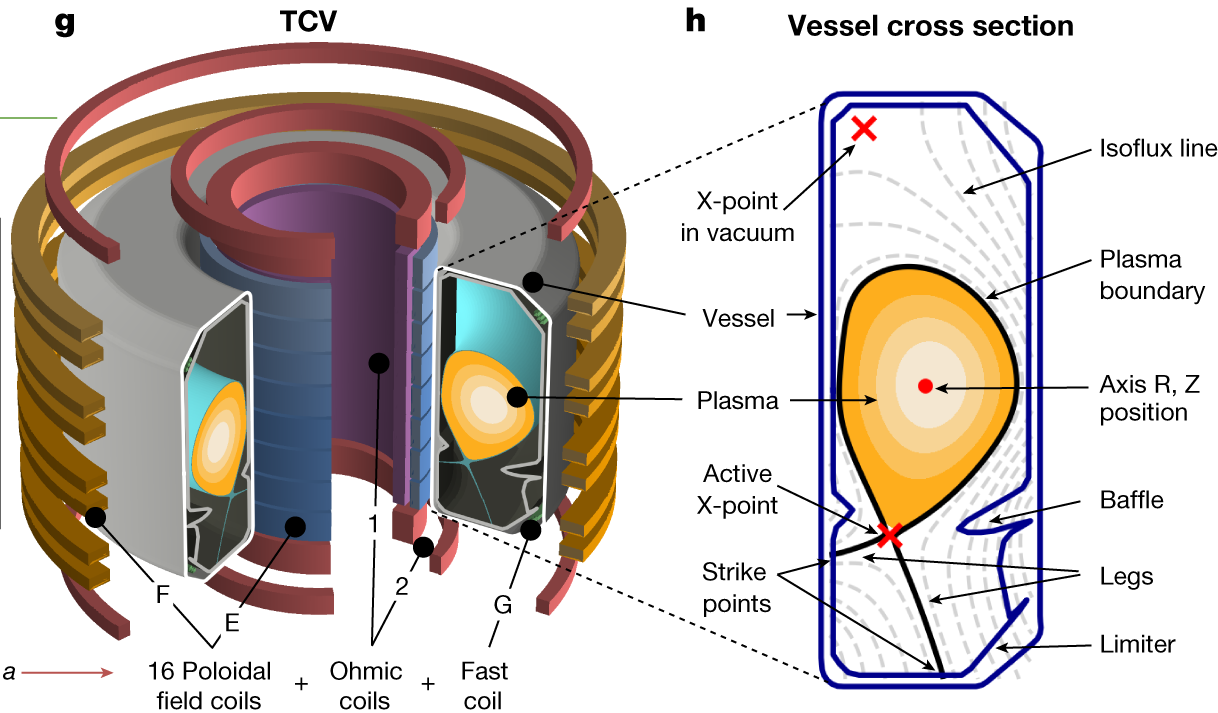 g
TCV
1
2
F
E
G
a
16 Poloidal
field coils
+
Ohmic
coils
+
Fast
coil
h
Vessel cross section
X-point
in vacuum
Isoflux line
Plasma
boundary
Vessel
Plasma
Axis R, Z
position
Active
X-point
Baffle
Strike
points
Legs
Limiter